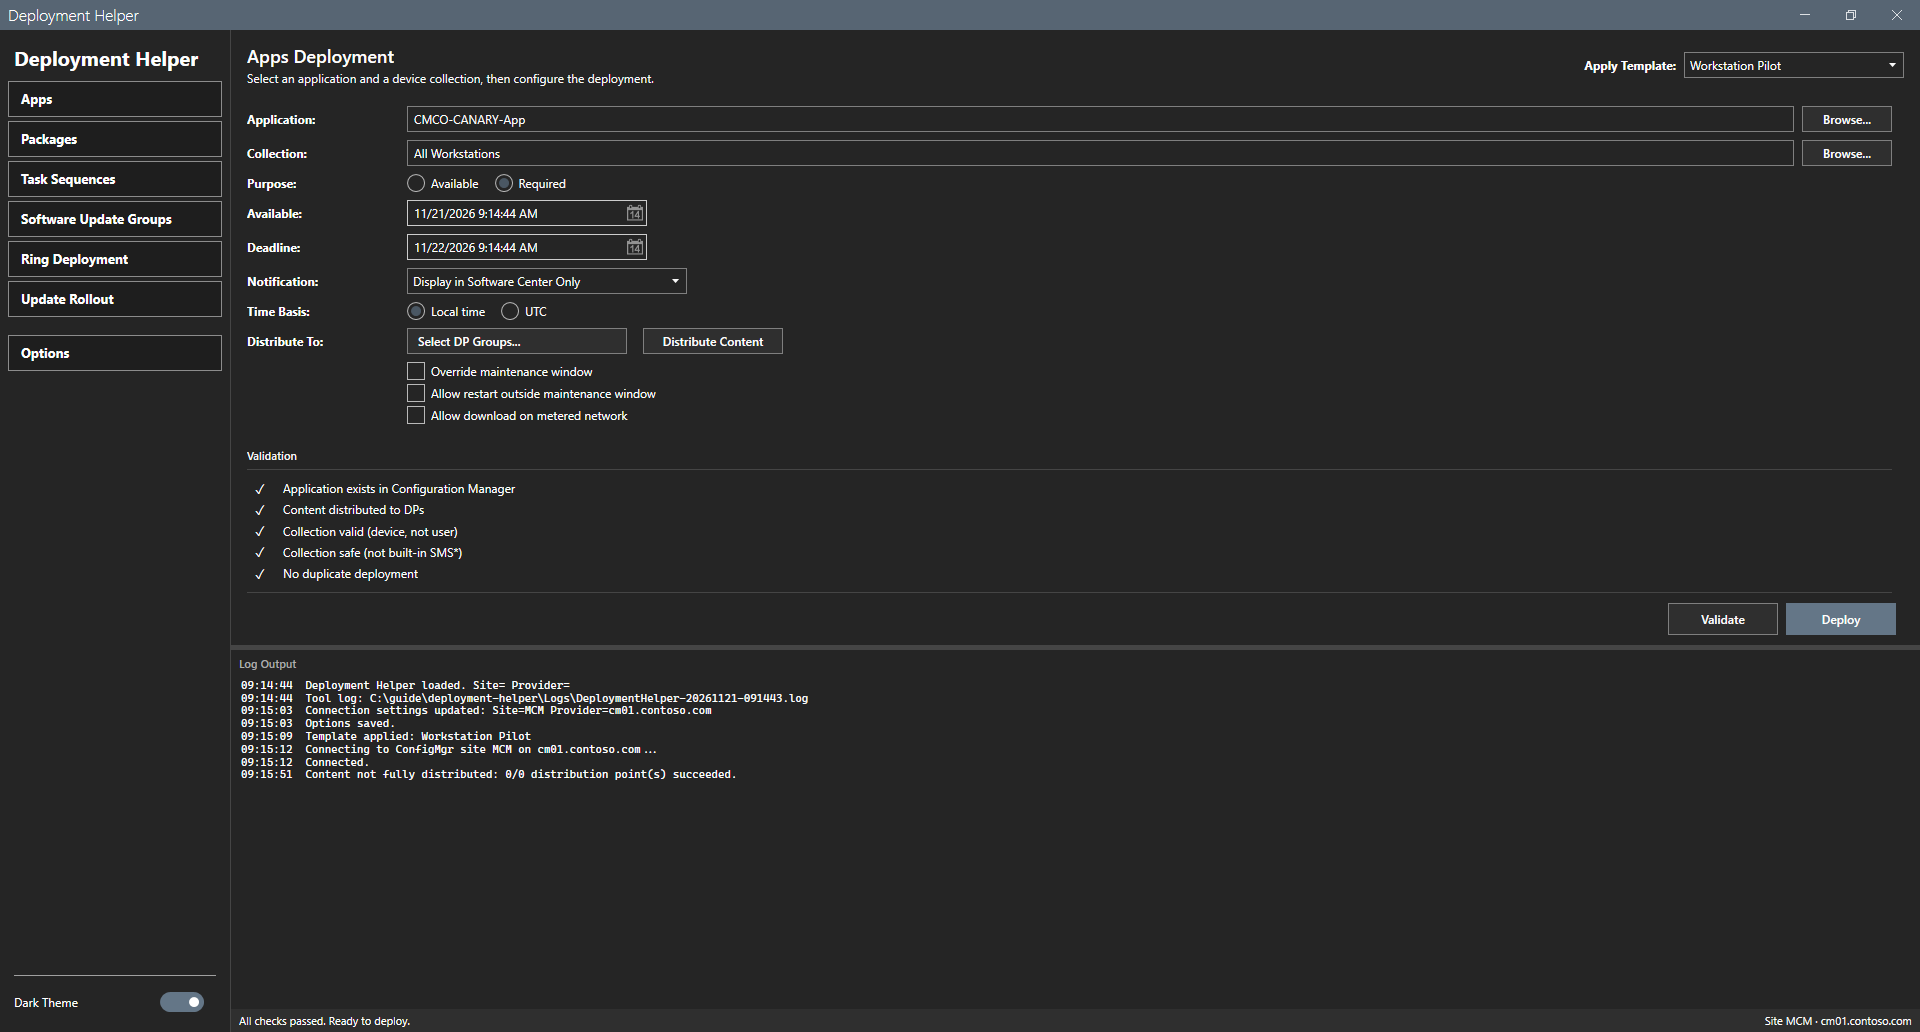 Deployment Helper
Deployment Helper
Apps
Packages
Task Sequences
Software Update Groups
Ring Deployment
Update Rollout
Options
Dark Theme
Apps Deployment
Select an application and a device collection, then configure the deployment.
Apply Template: Workstation Pilot
Application: CMCO-CANARY-App Browse...
Collection: All Workstations Browse...
Purpose: Available Required
Available: 11/21/2026 9:14:44 AM 14
Deadline: 11/22/2026 9:14:44 AM 14
Notification: Display in Software Center Only
Time Basis: Local time UTC
Distribute To: Select DP Groups... Distribute Content
Override maintenance window
Allow restart outside maintenance window
Allow download on metered network
Validation
✓ Application exists in Configuration Manager
✓ Content distributed to DPs
✓ Collection valid (device, not user)
✓ Collection safe (not built-in SMS*)
✓ No duplicate deployment
Validate Deploy
Log Output
09:14:44 Deployment Helper loaded. Site= Provider=
09:14:44 Tool log: C:\guide\deployment-helper\Logs\DeploymentHelper-20261121-091443.log
09:15:03 Connection settings updated: Site=MCM Provider=cm01.contoso.com
09:15:03 Options saved.
09:15:09 Template applied: Workstation Pilot
09:15:12 Connecting to ConfigMgr site MCM on cm01.contoso.com...
09:15:12 Connected.
09:15:51 Content not fully distributed: 0/0 distribution point(s) succeeded.
All checks passed. Ready to deploy.
Site MCM · cm01.contoso.com